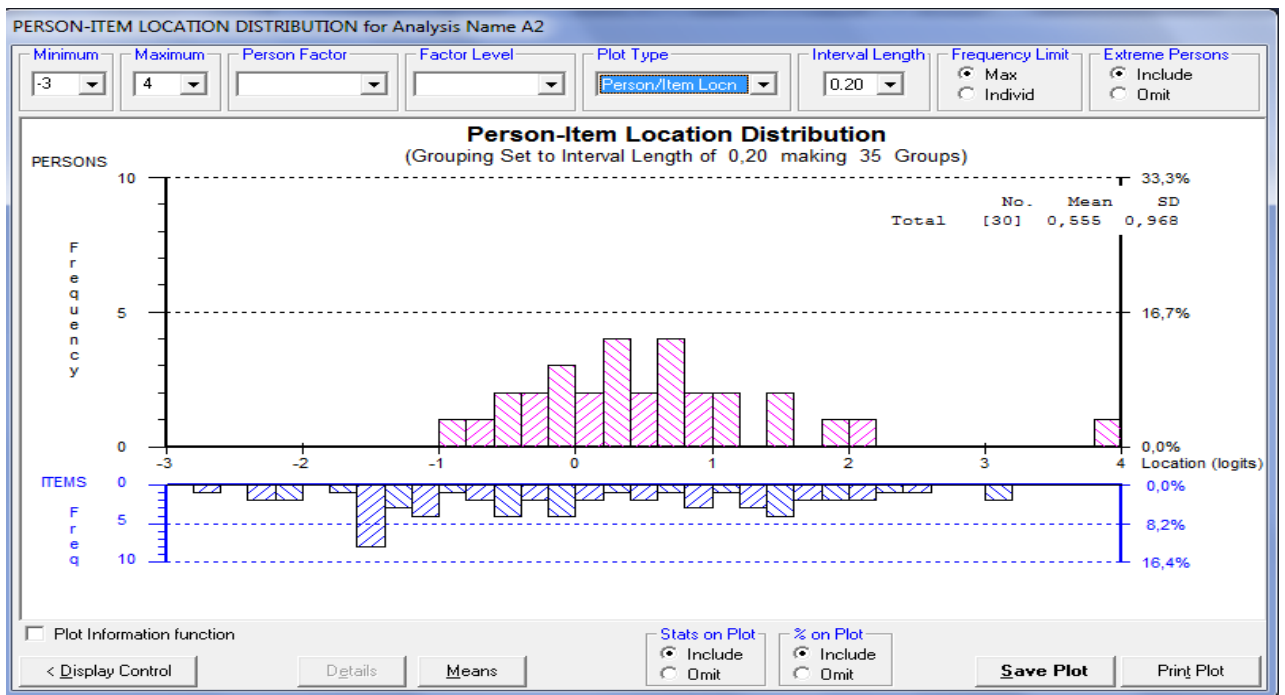 PERSON-ITEM LOCATION DISTRIBUTION for Analysis Name A2
Minimum Maximum Person Factor Factor Level Plot Type Interval Length Frequency Limit Extreme Persons
-3 4 Person/Item Locn 0.20 Max Include
Individ Omit
Person-Item Location Distribution
(Grouping Set to Interval Length of 0,20 making 35 Groups)
PERSONS
10 33,3%
No. Mean SD
Total [30] 0,555 0,968
Frequency
5 16,7%
0 0,0%
-3 -2 -1 0 1 2 3 4 Location (logits)
ITEMS 0 0,0%
Freq
5 8,2%
10 16,4%
Plot Information function
Stats on Plot % on Plot
Include Include
Omit Omit
< Display Control Details Means Save Plot Print Plot